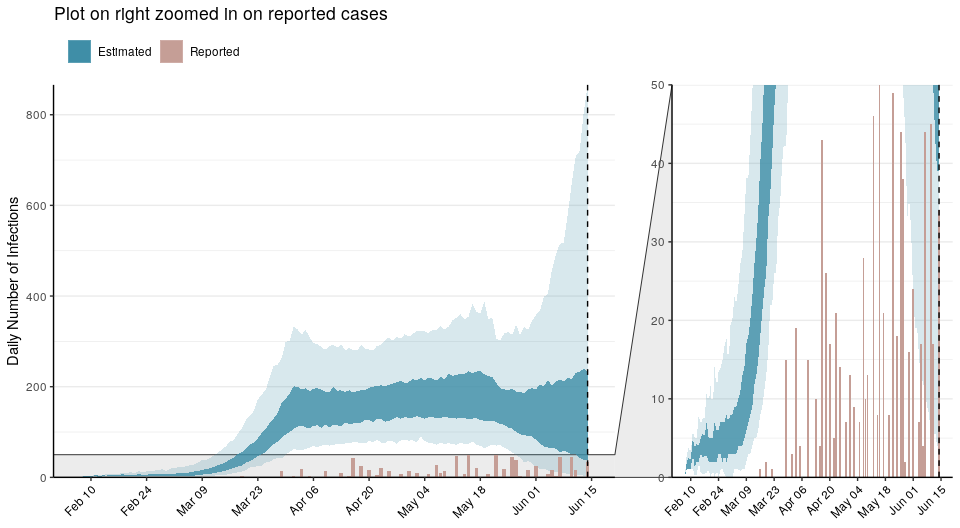 Plot on right zoomed in on reported cases
Estimated Reported
Daily Number of Infections
800
600
400
200
0
Feb 10 Feb 24 Mar 09 Mar 23 Apr 06 Apr 20 May 04 May 18 Jun 01 Jun 15
50
40
30
20
10
0
Feb 10 Feb 24 Mar 09 Mar 23 Apr 06 Apr 20 May 04 May 18 Jun 01 Jun 15